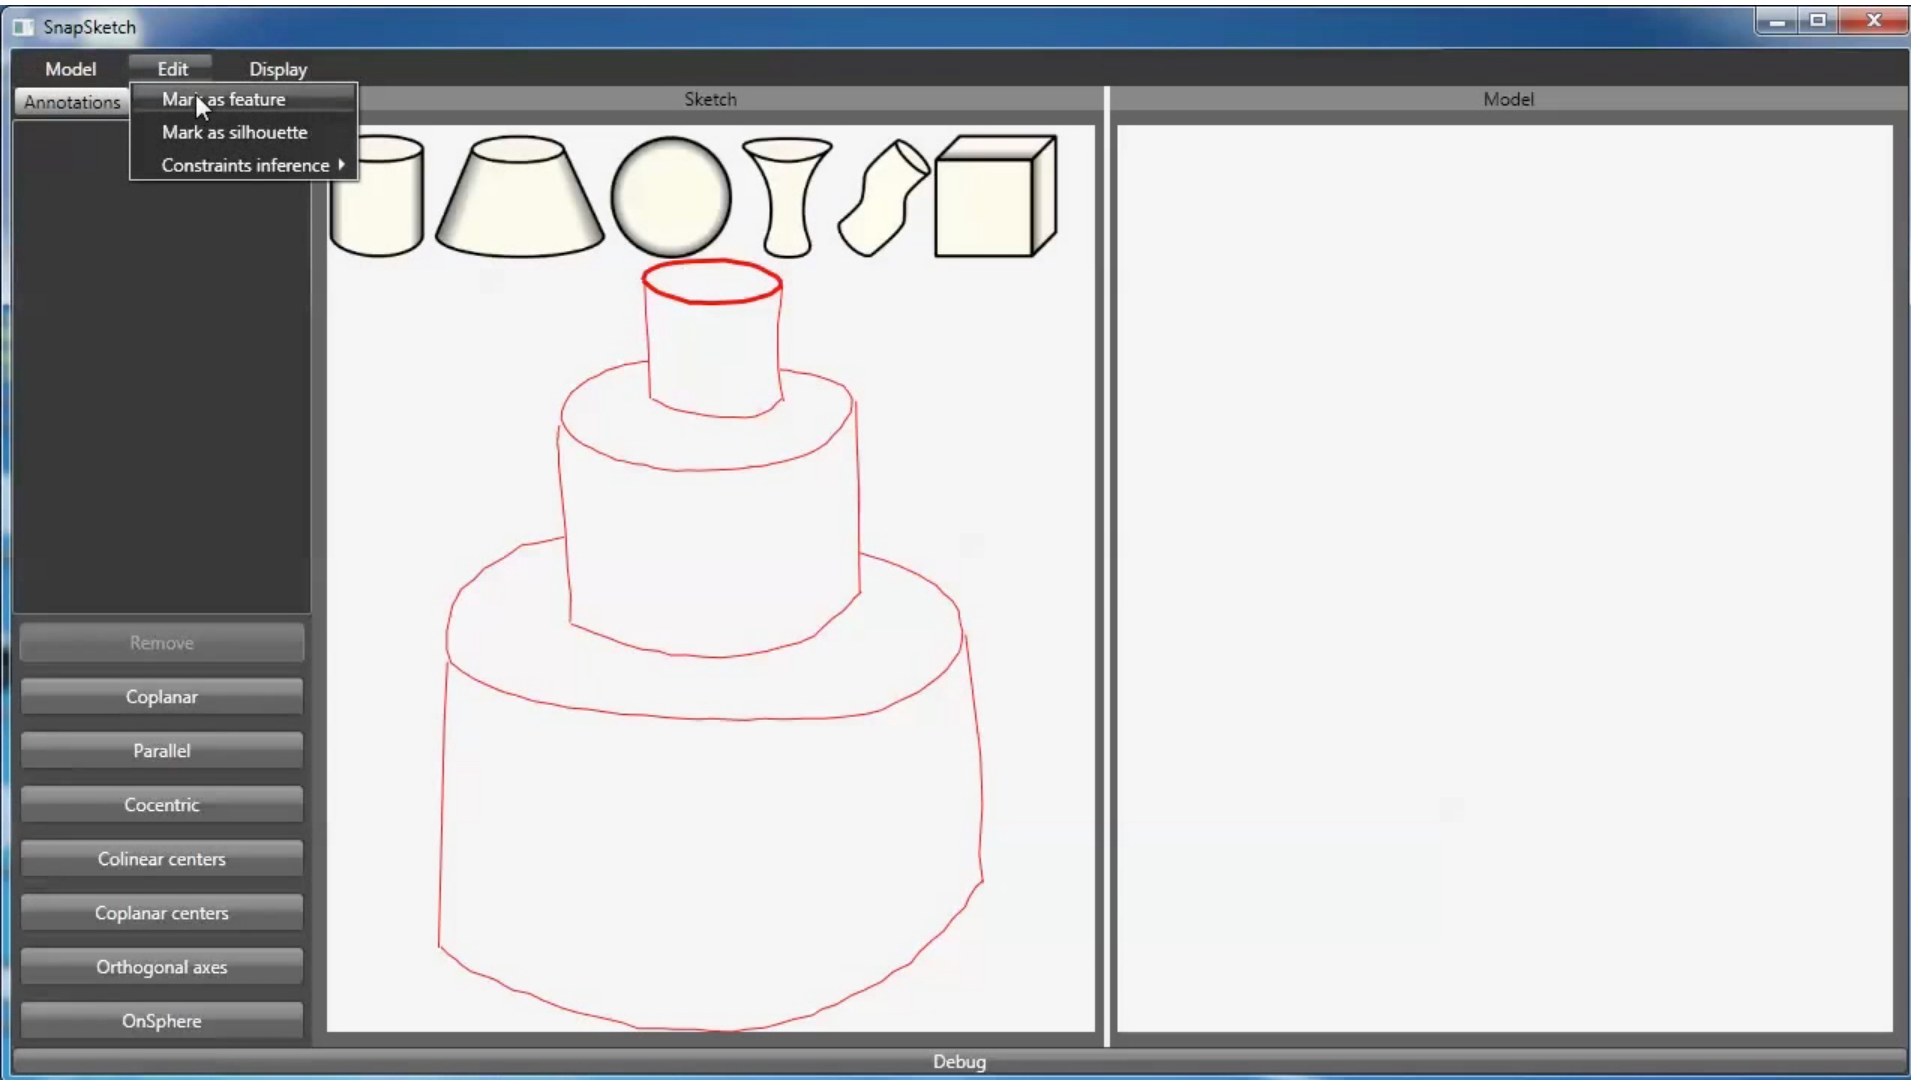 SnapSketch
Model Edit Display
Annotations
Mark as feature
Mark as silhouette
Constraints inference
Sketch
Model
Remove
Coplanar
Parallel
Cocentric
Colinear centers
Coplanar centers
Orthogonal axes
OnSphere
Debug